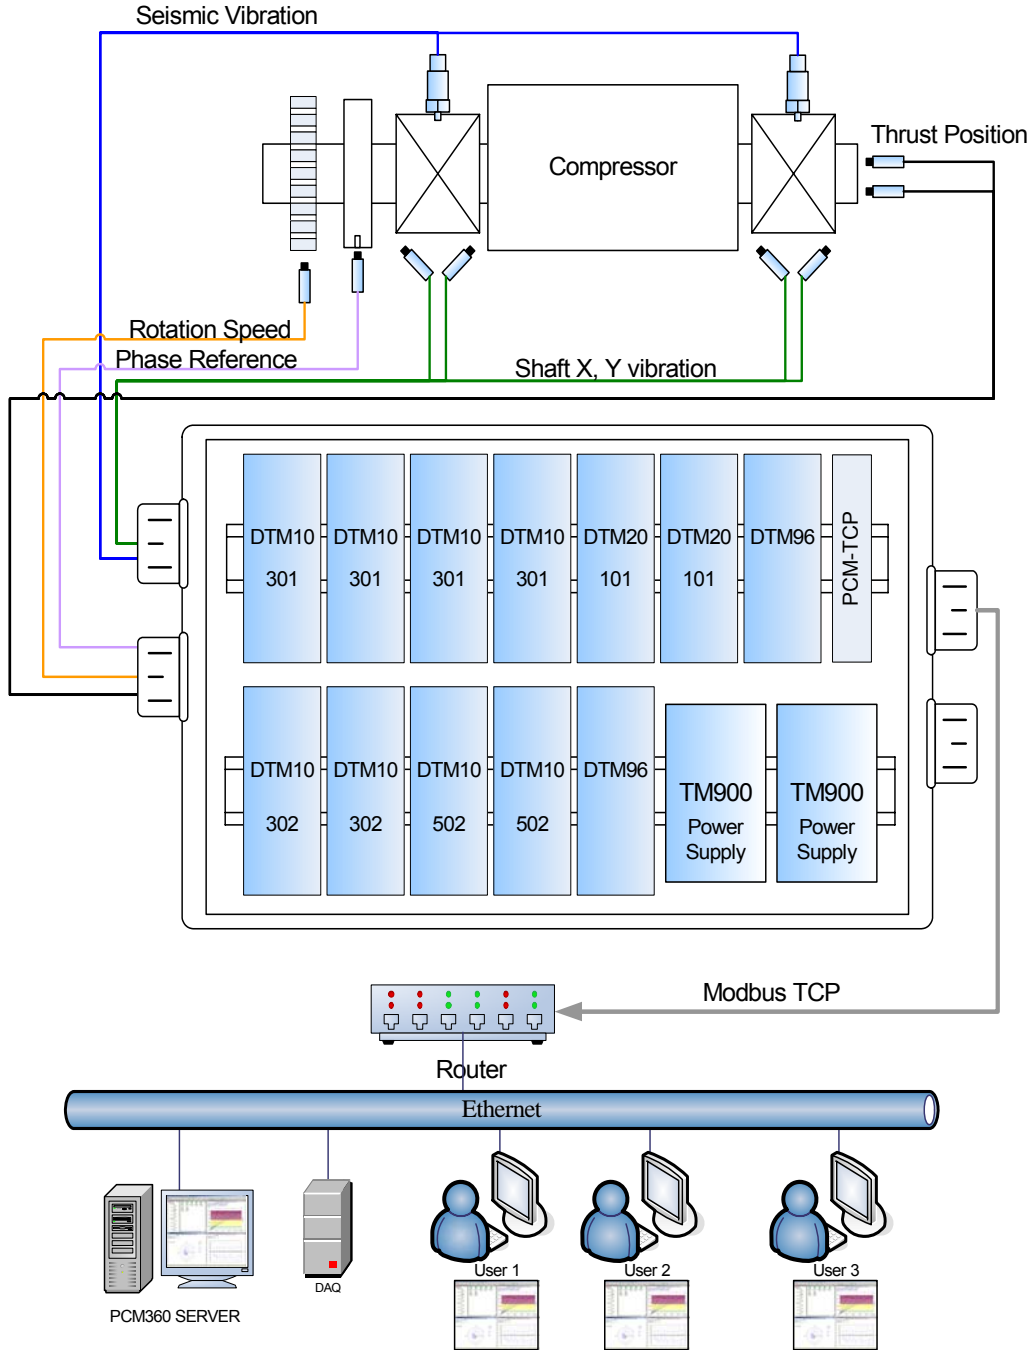 Seismic Vibration
Thrust Position
Compressor
Rotation Speed
Phase Reference
Shaft X, Y vibration
DTM10
301
DTM10
301
DTM10
301
DTM10
301
DTM20
101
DTM20
101
DTM96
PCM-TCP
DTM10
302
DTM10
302
DTM10
502
DTM10
502
DTM96
TM900
Power
Supply
TM900
Power
Supply
Modbus TCP
Router
Ethernet
PCM360 SERVER
DAQ
User 1
User 2
User 3